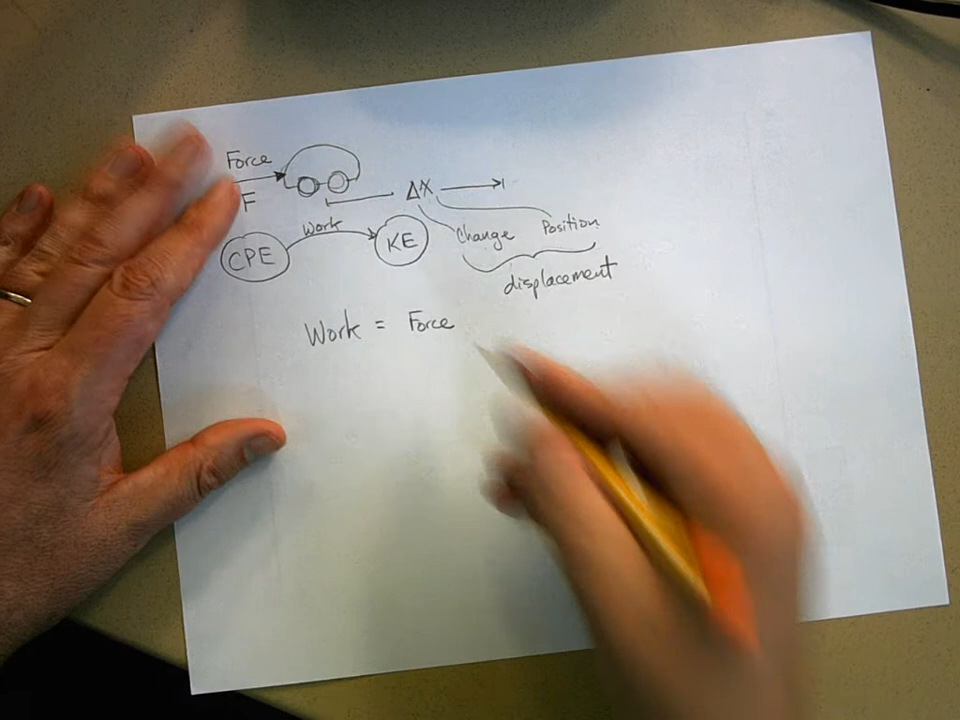 Force
F
ΔX
Work
CPE
KE
Change Position
displacement
Work = Force